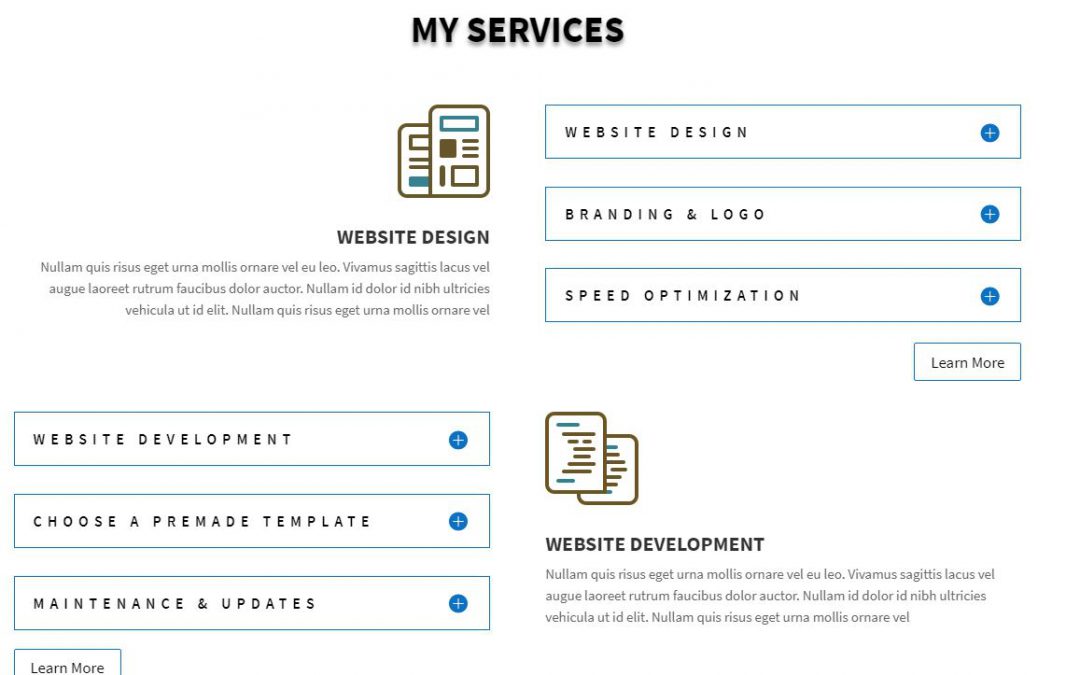 MY SERVICES
WEBSITE DESIGN
Nullam quis risus eget urna mollis ornare vel eu leo. Vivamus sagittis lacus vel
augue laoreet rutrum faucibus dolor auctor. Nullam id dolor id nibh ultricies
vehicula ut id elit. Nullam quis risus eget urna mollis ornare vel
WEBSITE DESIGN
BRANDING & LOGO
SPEED OPTIMIZATION
Learn More
WEBSITE DEVELOPMENT
CHOOSE A PREMADE TEMPLATE
MAINTENANCE & UPDATES
Learn More
WEBSITE DEVELOPMENT
Nullam quis risus eget urna mollis ornare vel eu leo. Vivamus sagittis lacus vel
augue laoreet rutrum faucibus dolor auctor. Nullam id dolor id nibh ultricies
vehicula ut id elit. Nullam quis risus eget urna mollis ornare vel